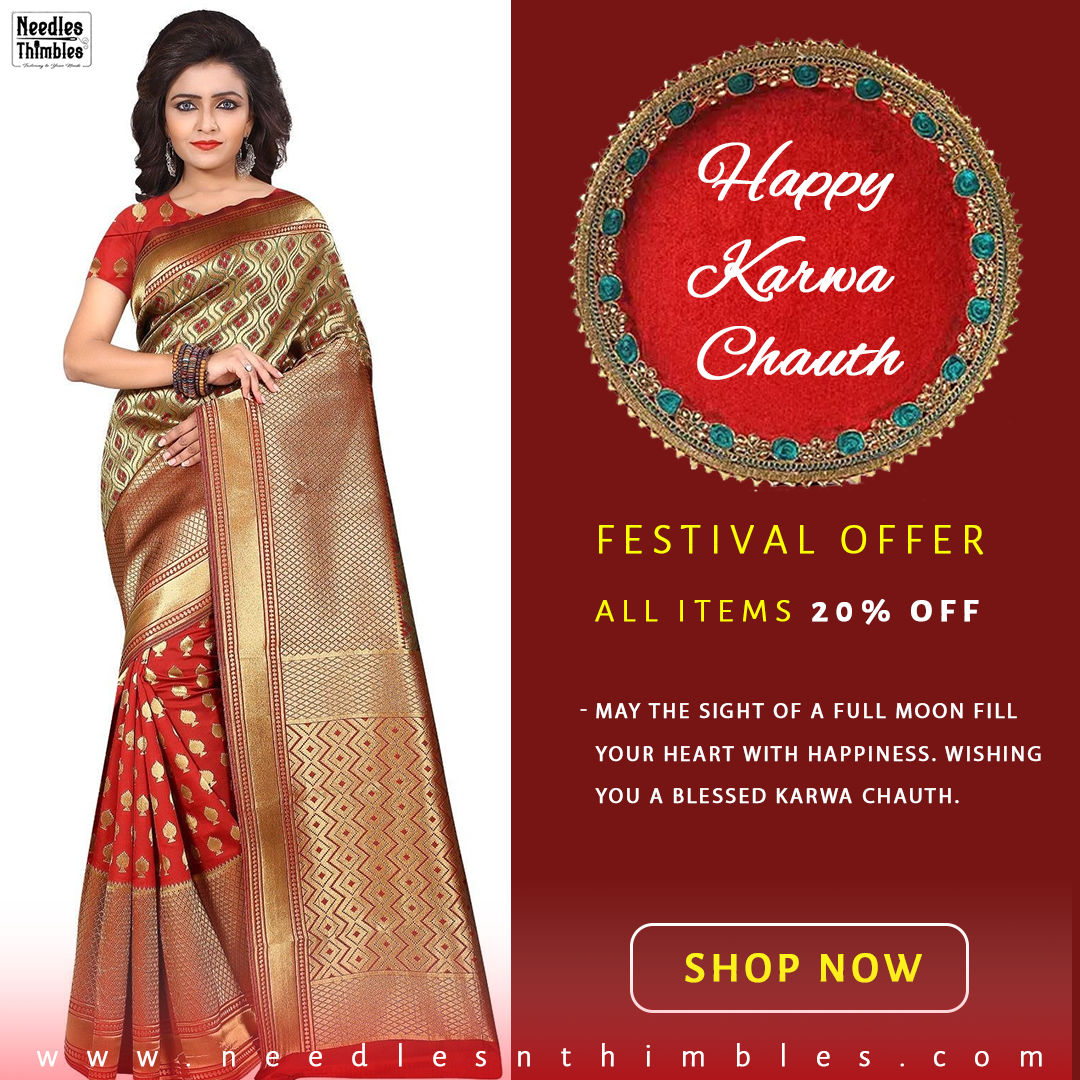 Needles
Thimbles
Happy
Karwa
Chauth
FESTIVAL OFFER
ALL ITEMS 20% OFF
- MAY THE SIGHT OF A FULL MOON FILL
YOUR HEART WITH HAPPINESS. WISHING
YOU A BLESSED KARWA CHAUTH.
SHOP NOW
www.needlesnthimbles.com